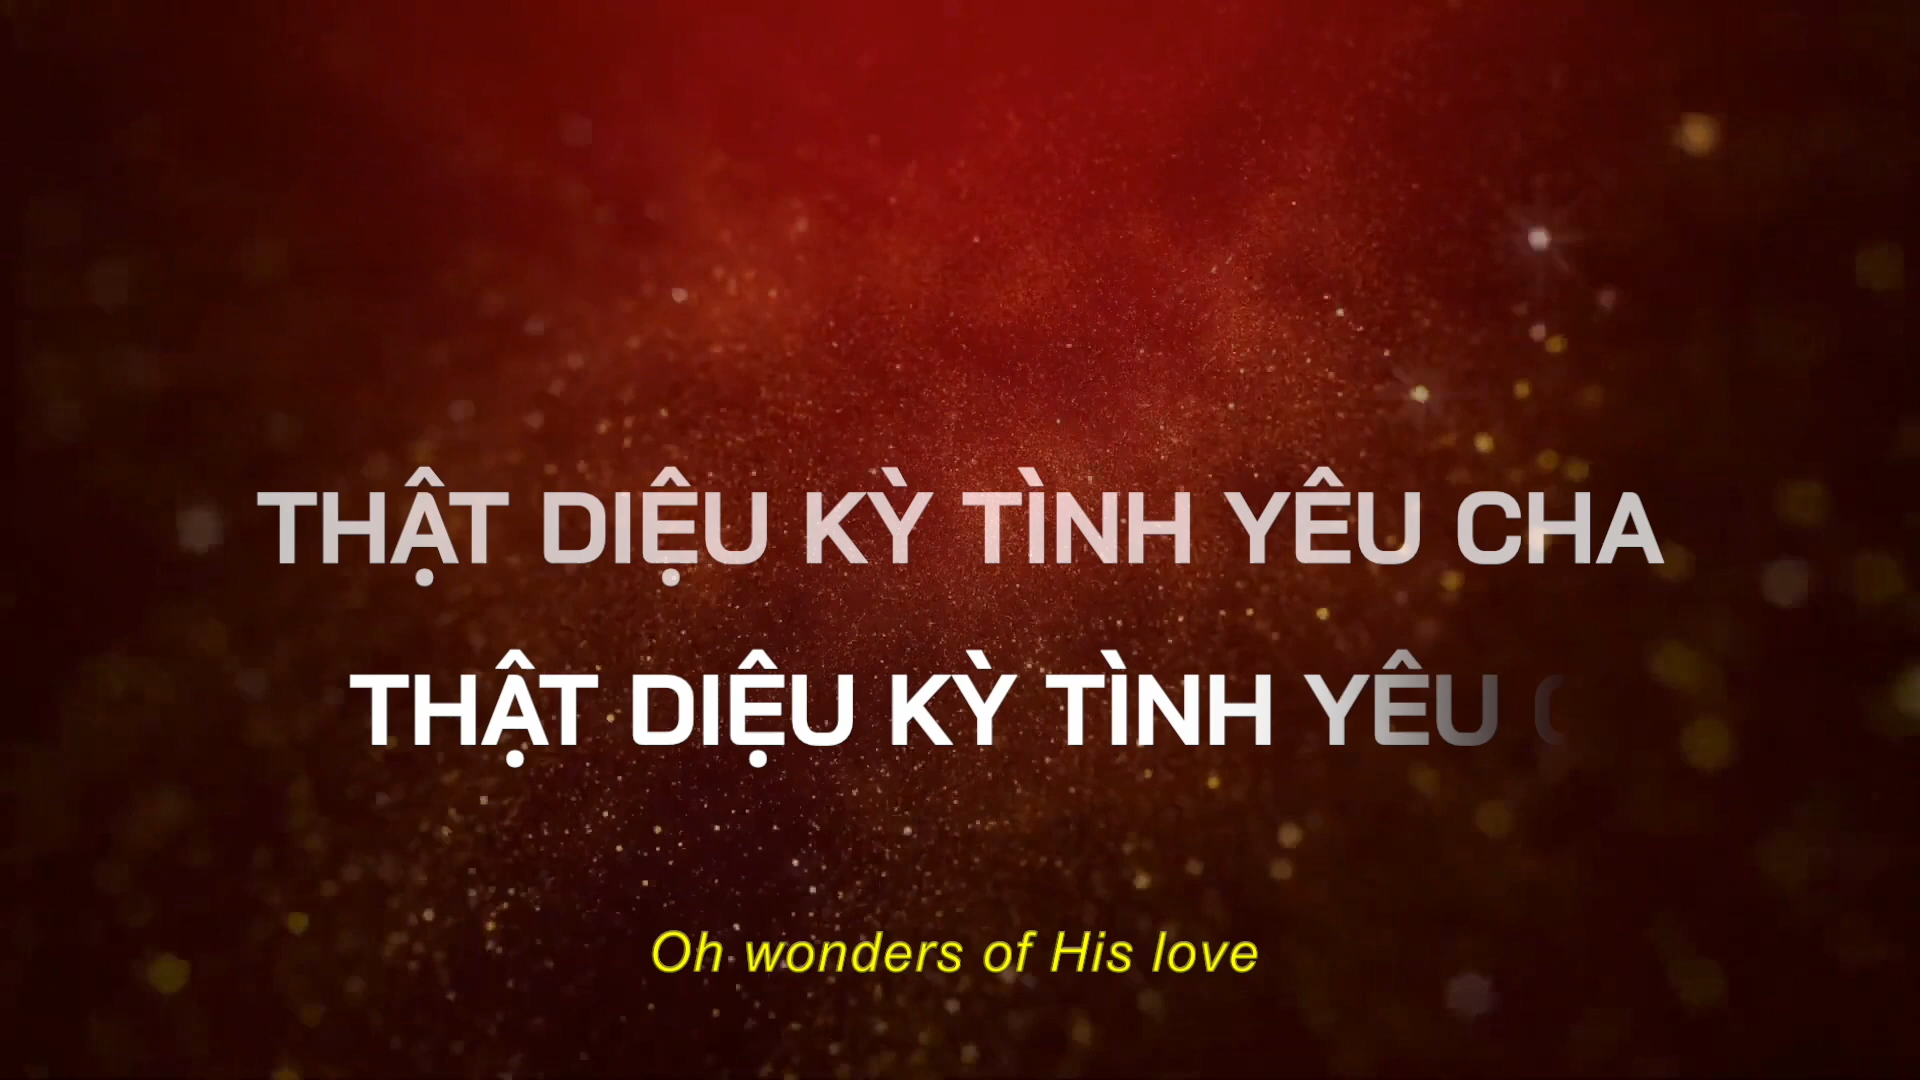 THẬT DIỆU KỲ TÌNH YÊU CHA
THẬT DIỆU KỲ TÌNH YÊU
Oh wonders of His love